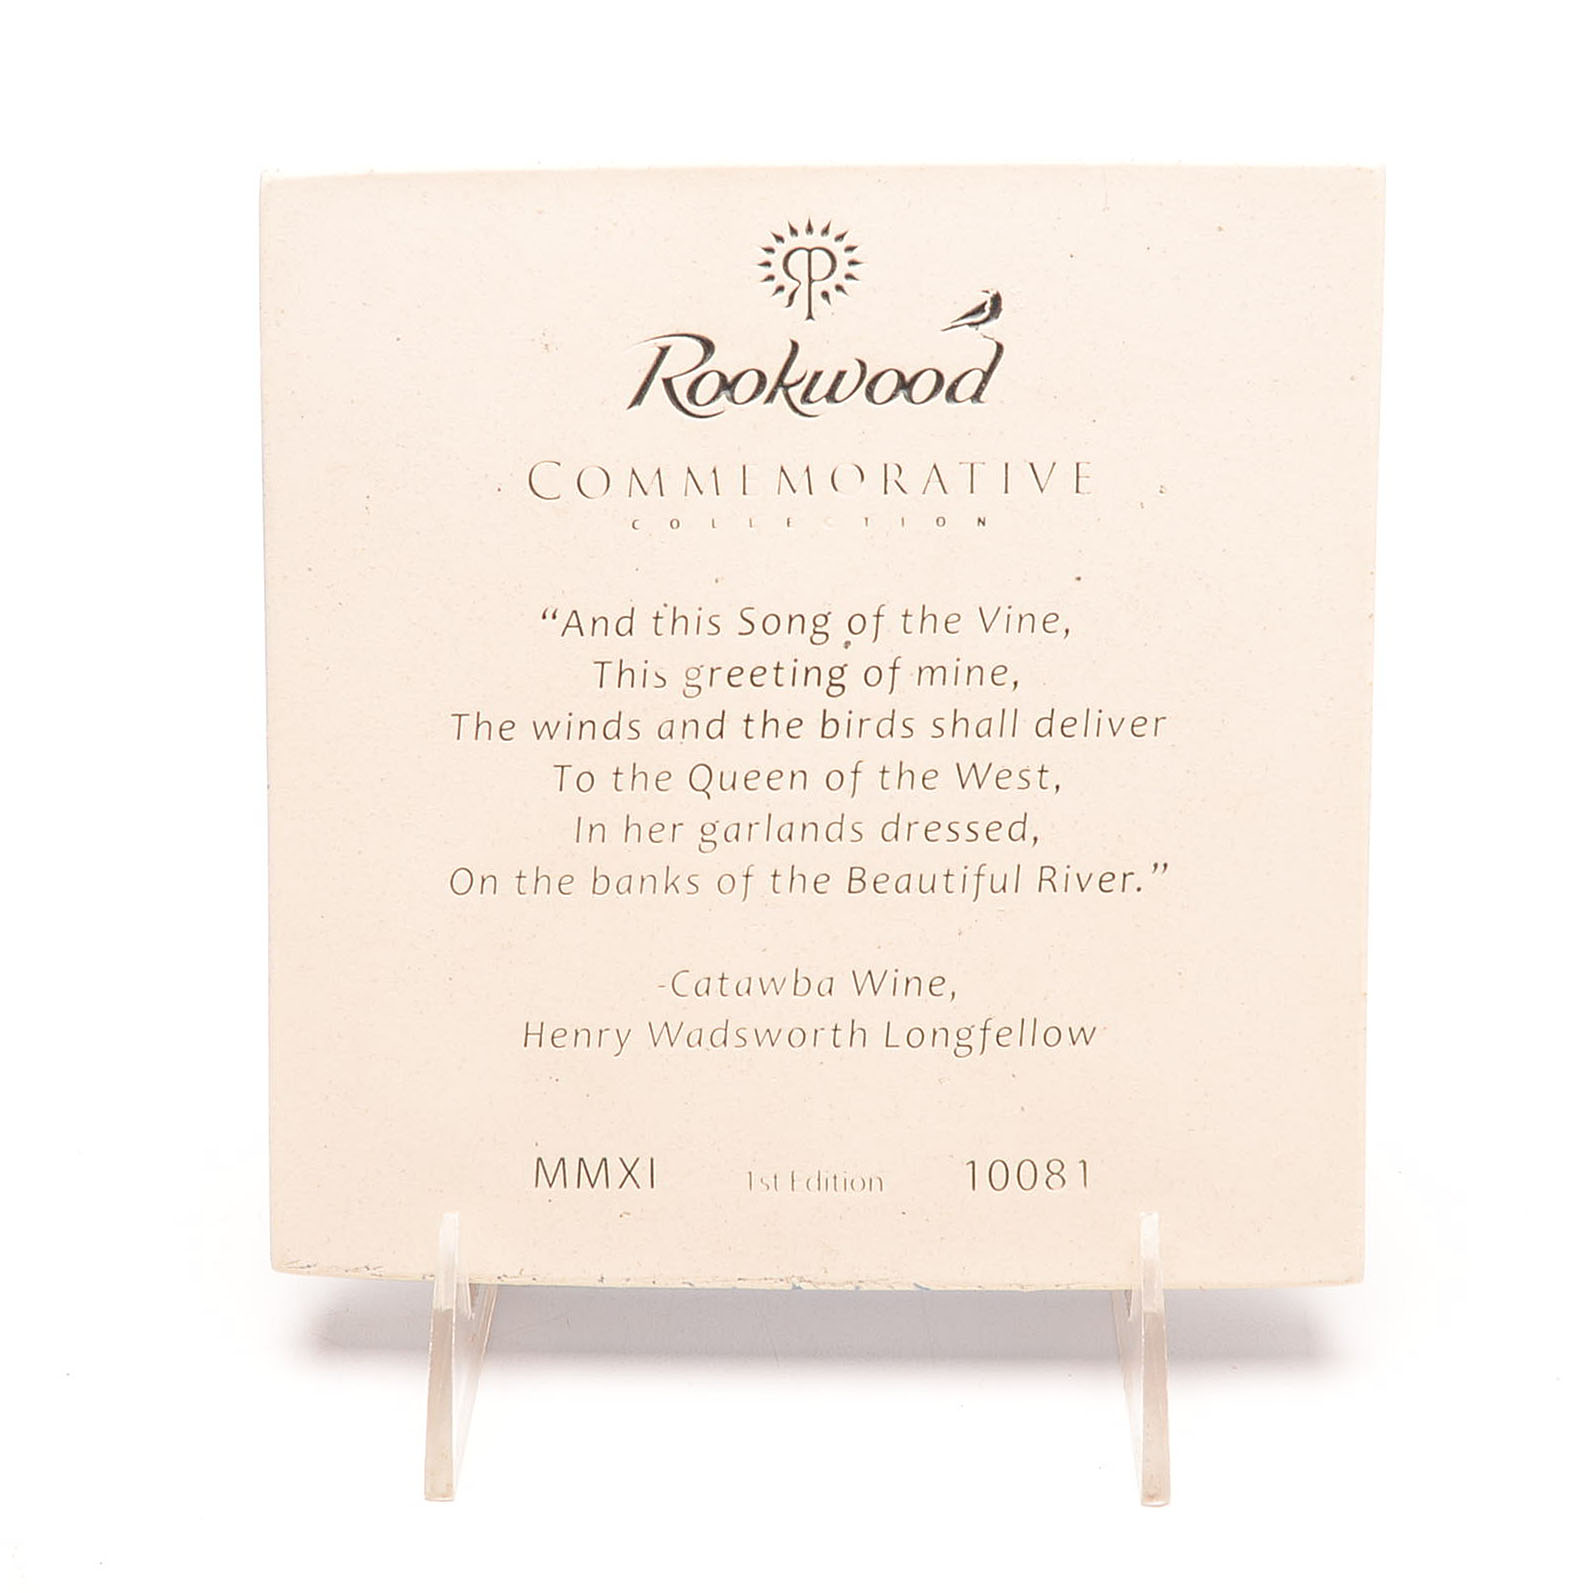 RP
Rookwood
COMMEMORATIVE
COLLECTION
“And this Song of the Vine,
This greeting of mine,
The winds and the birds shall deliver
To the Queen of the West,
In her garlands dressed,
On the banks of the Beautiful River.”
-Catawba Wine,
Henry Wadsworth Longfellow
MMXI 1st Edition 10081